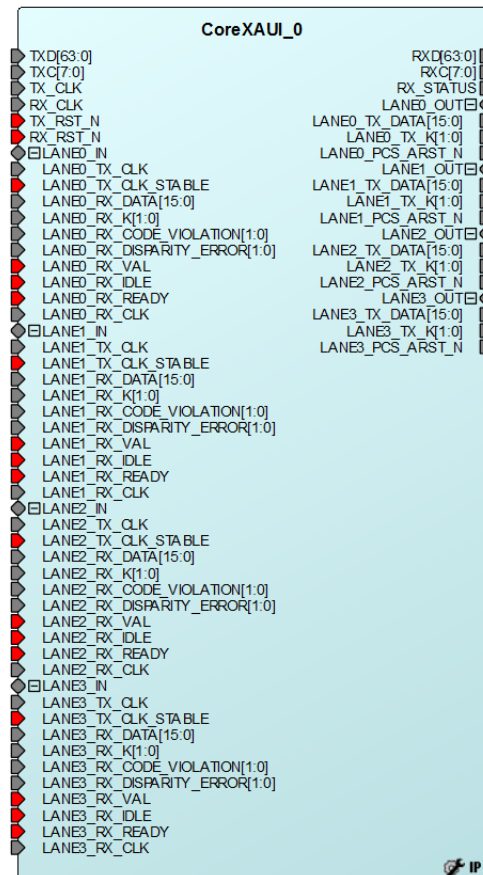 CoreXAUI_0
TXD[63:0]
TXC[7:0]
TX_CLK
RX_CLK
TX_RST_N
RX_RST_N
LANE0_IN
LANE0_TX_CLK
LANE0_TX_CLK_STABLE
LANE0_RX_DATA[15:0]
LANE0_RX_K[1:0]
LANE0_RX_CODE_VIOLATION[1:0]
LANE0_RX_DISPARITY_ERROR[1:0]
LANE0_RX_VAL
LANE0_RX_IDLE
LANE0_RX_READY
LANE0_RX_CLK
LANE1_IN
LANE1_TX_CLK
LANE1_TX_CLK_STABLE
LANE1_RX_DATA[15:0]
LANE1_RX_K[1:0]
LANE1_RX_CODE_VIOLATION[1:0]
LANE1_RX_DISPARITY_ERROR[1:0]
LANE1_RX_VAL
LANE1_RX_IDLE
LANE1_RX_READY
LANE1_RX_CLK
LANE2_IN
LANE2_TX_CLK
LANE2_TX_CLK_STABLE
LANE2_RX_DATA[15:0]
LANE2_RX_K[1:0]
LANE2_RX_CODE_VIOLATION[1:0]
LANE2_RX_DISPARITY_ERROR[1:0]
LANE2_RX_VAL
LANE2_RX_IDLE
LANE2_RX_READY
LANE2_RX_CLK
LANE3_IN
LANE3_TX_CLK
LANE3_TX_CLK_STABLE
LANE3_RX_DATA[15:0]
LANE3_RX_K[1:0]
LANE3_RX_CODE_VIOLATION[1:0]
LANE3_RX_DISPARITY_ERROR[1:0]
LANE3_RX_VAL
LANE3_RX_IDLE
LANE3_RX_READY
LANE3_RX_CLK
RXD[63:0]
RXC[7:0]
RX_STATUS
LANE0_OUT
LANE0_TX_DATA[15:0]
LANE0_TX_K[1:0]
LANE0_PCS_ARST_N
LANE1_OUT
LANE1_TX_DATA[15:0]
LANE1_TX_K[1:0]
LANE1_PCS_ARST_N
LANE2_OUT
LANE2_TX_DATA[15:0]
LANE2_TX_K[1:0]
LANE2_PCS_ARST_N
LANE3_OUT
LANE3_TX_DATA[15:0]
LANE3_TX_K[1:0]
LANE3_PCS_ARST_N
IP